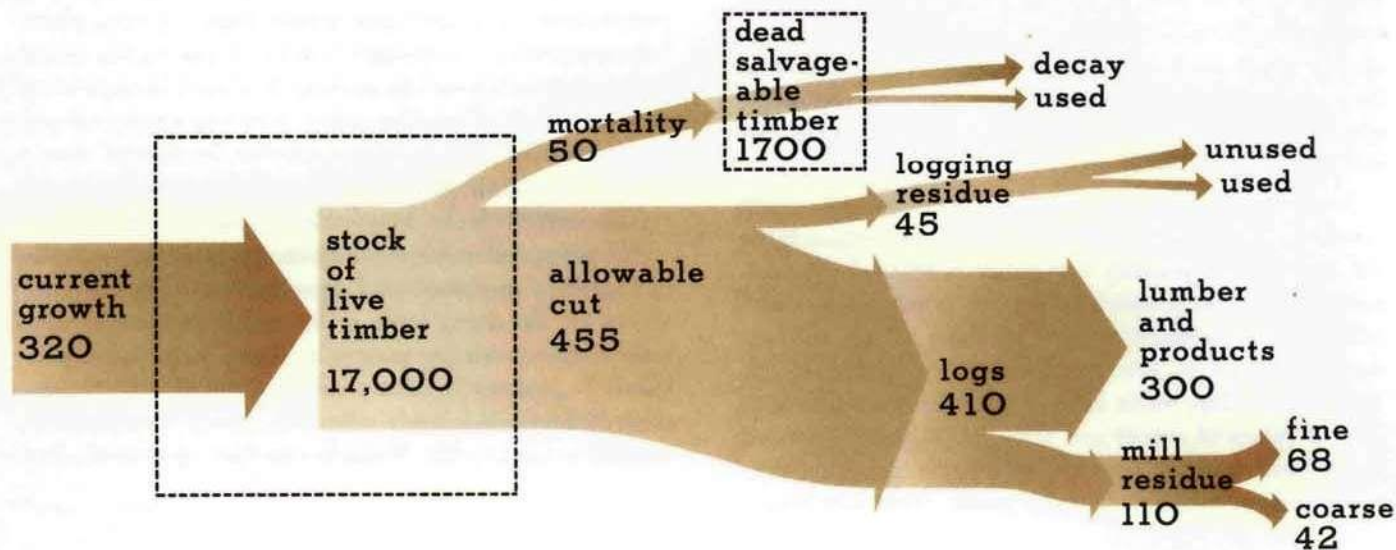 current
growth
320
stock
of
live
timber
17,000
mortality
50
dead
salvage-
able
timber
1700
decay
used
allowable
cut
455
logging
residue
45
unused
used
logs
410
lumber
and
products
300
mill
residue
110
fine
68
coarse
42